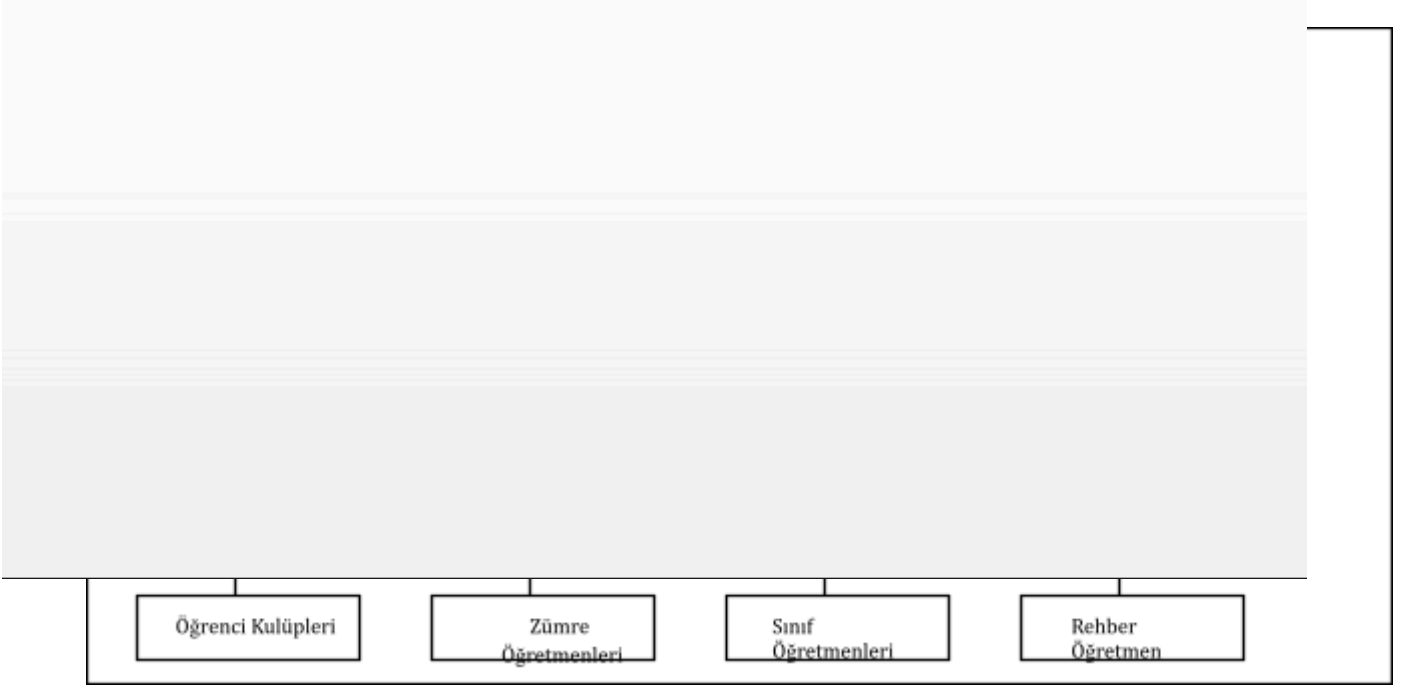 Öğrenci Kulüpleri
Zümre
Öğretmenleri
Sınıf
Öğretmenleri
Rehber
Öğretmen